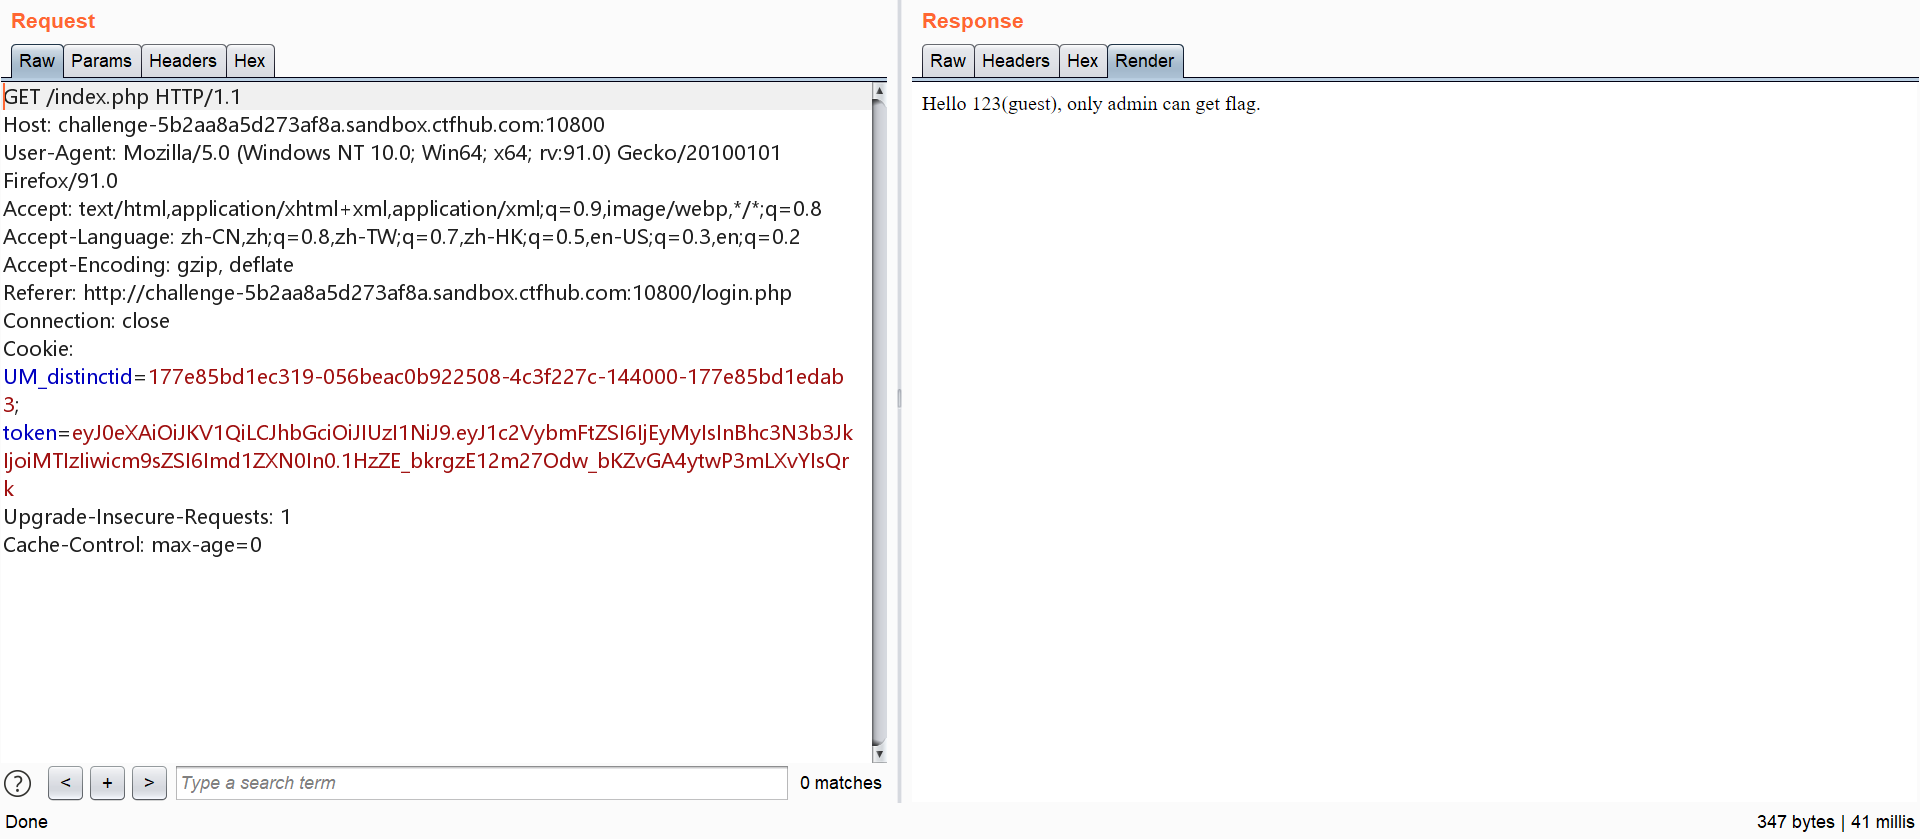 Request
Raw Params Headers Hex
GET /index.php HTTP/1.1
Host: challenge-5b2aa8a5d273af8a.sandbox.ctfhub.com:10800
User-Agent: Mozilla/5.0 (Windows NT 10.0; Win64; x64; rv:91.0) Gecko/20100101
Firefox/91.0
Accept: text/html,application/xhtml+xml,application/xml;q=0.9,image/webp,*/*;q=0.8
Accept-Language: zh-CN,zh;q=0.8,zh-TW;q=0.7,zh-HK;q=0.5,en-US;q=0.3,en;q=0.2
Accept-Encoding: gzip, deflate
Referer: http://challenge-5b2aa8a5d273af8a.sandbox.ctfhub.com:10800/login.php
Connection: close
Cookie:
UM_distinctid=177e85bd1ec319-056beac0b922508-4c3f227c-144000-177e85bd1edab
3;
token=eyJ0eXAiOiJKV1QiLCJhbGciOiJIUzI1NiJ9.eyJ1c2VybmFtZSI6IjEyMyIsInBhc3N3b3Jk
IjoiMTIzIiwicm9sZSI6Imd1ZXN0In0.1HzZE_bkrgzE12m27Odw_bKZvGA4ytwP3mLXvYIsQr
k
Upgrade-Insecure-Requests: 1
Cache-Control: max-age=0
? < + > Type a search term 0 matches
Done
Response
Raw Headers Hex Render
Hello 123(guest), only admin can get flag.
347 bytes | 41 millis